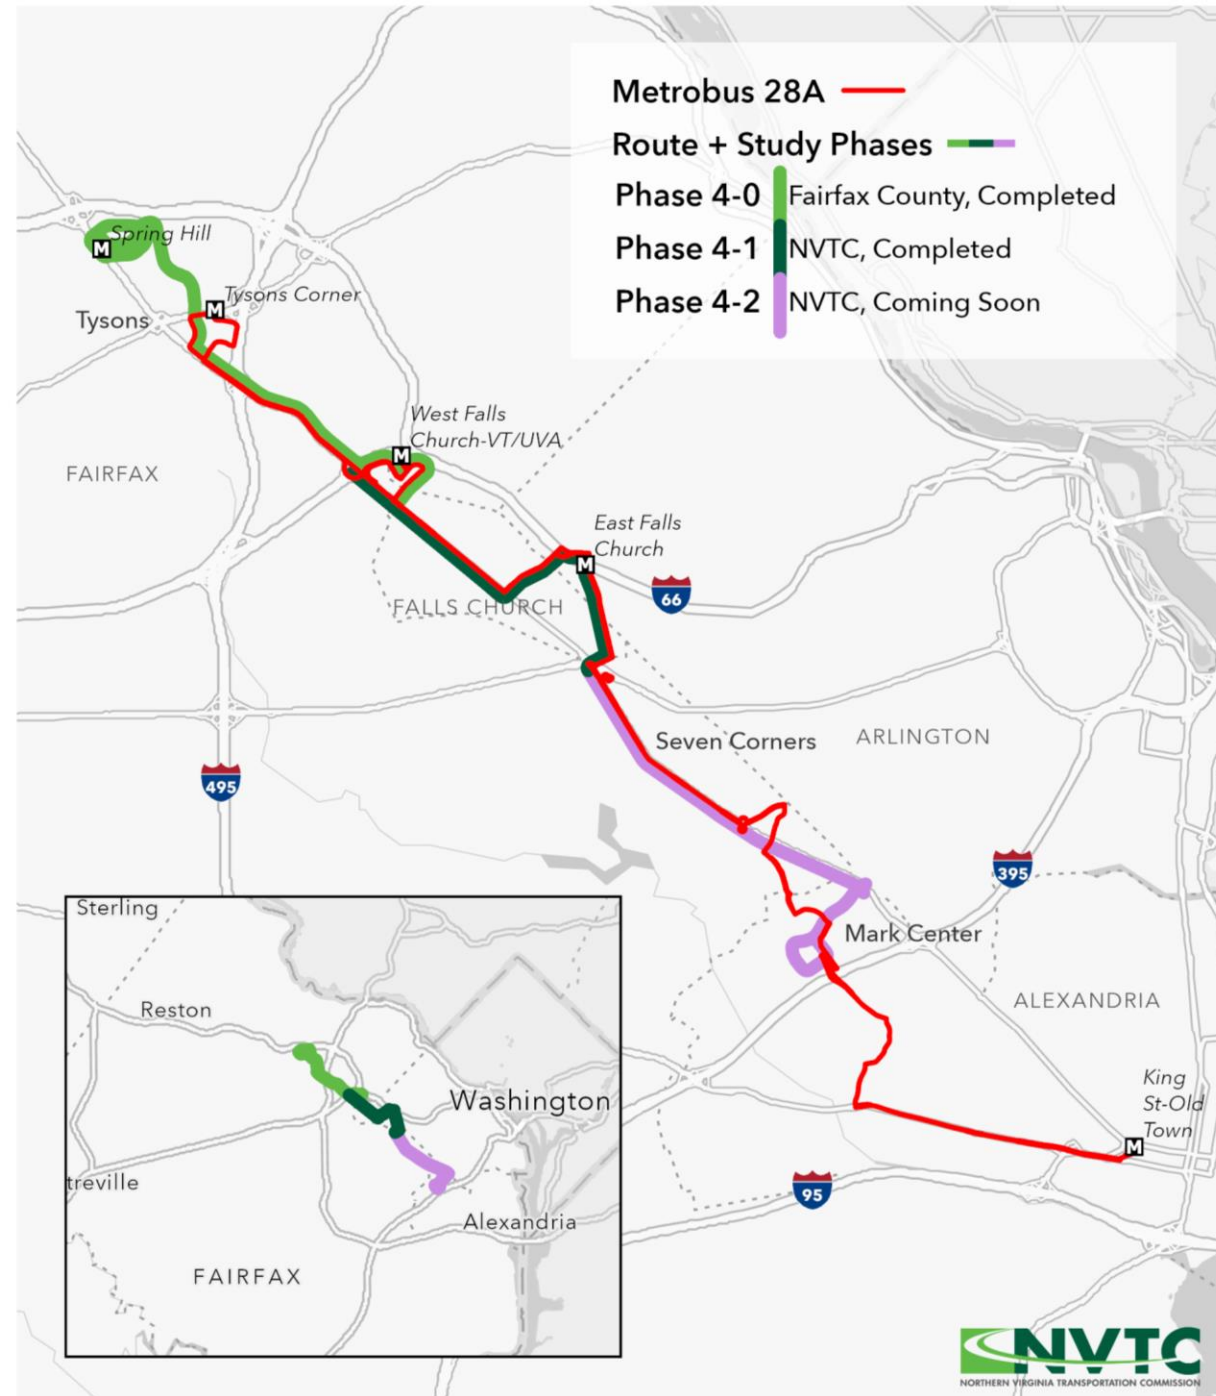 Metrobus 28A
Route + Study Phases
Phase 4-0 Fairfax County, Completed
Phase 4-1 NVTC, Completed
Phase 4-2 NVTC, Coming Soon
M Spring Hill
M Tysons Corner
Tysons
West Falls
Church-VT/UVA
M
FAIRFAX
East Falls
Church
M
66
FALLS CHURCH
Seven Corners
ARLINGTON
495
395
Mark Center
ALEXANDRIA
King
St-Old
Town
M
95
Sterling
Reston
Washington
treville
Alexandria
FAIRFAX
NVTC
NORTHERN VIRGINIA TRANSPORTATION COMMISSION